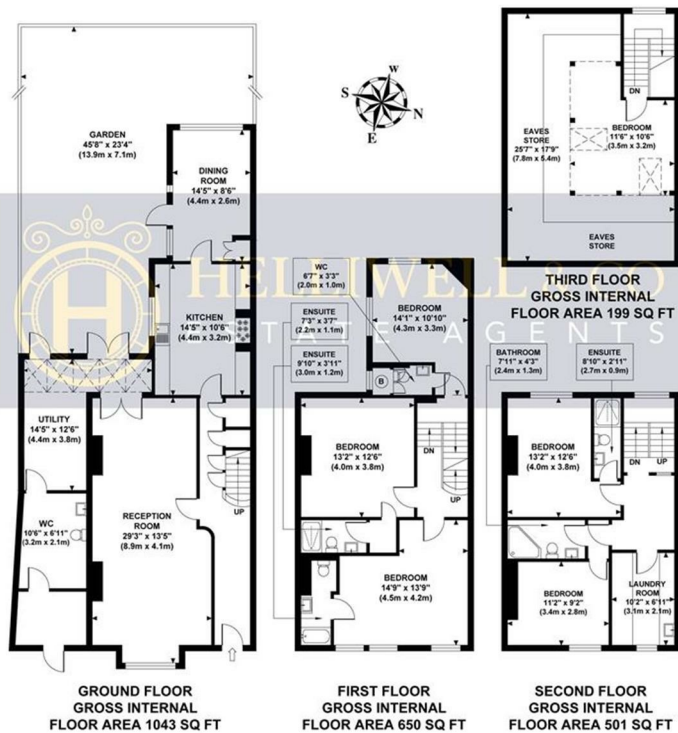 W
S
N
E
GARDEN
45'8" x 23'4"
(13.9m x 7.1m)
DINING
ROOM
14'5" x 8'6"
(4.4m x 2.6m)
KITCHEN
14'5" x 10'6"
(4.4m x 3.2m)
UTILITY
14'5" x 12'6"
(4.4m x 3.8m)
WC
10'6" x 6'11"
(3.2m x 2.1m)
RECEPTION
ROOM
29'3" x 13'5"
(8.9m x 4.1m)
UP
GROUND FLOOR
GROSS INTERNAL
FLOOR AREA 1043 SQ FT
HELLIWELL & CO
ESTATE AGENTS
WC
6'7" x 3'3"
(2.0m x 1.0m)
ENSUITE
7'3" x 3'7"
(2.2m x 1.1m)
ENSUITE
9'10" x 3'11"
(3.0m x 1.2m)
BEDROOM
14'1" x 10'10"
(4.3m x 3.3m)
B
BEDROOM
13'2" x 12'6"
(4.0m x 3.8m)
DN
UP
BEDROOM
14'9" x 13'9"
(4.5m x 4.2m)
FIRST FLOOR
GROSS INTERNAL
FLOOR AREA 650 SQ FT
DN
EAVES
STORE
25'7" x 17'9"
(7.8m x 5.4m)
BEDROOM
11'6" x 10'6"
(3.5m x 3.2m)
EAVES
STORE
THIRD FLOOR
GROSS INTERNAL
FLOOR AREA 199 SQ FT
BATHROOM
7'11" x 4'3"
(2.4m x 1.3m)
ENSUITE
8'10" x 2'11"
(2.7m x 0.9m)
BEDROOM
13'2" x 12'6"
(4.0m x 3.8m)
DN
UP
BEDROOM
11'2" x 9'2"
(3.4m x 2.8m)
LAUNDRY
ROOM
10'2" x 6'11"
(3.1m x 2.1m)
SECOND FLOOR
GROSS INTERNAL
FLOOR AREA 501 SQ FT